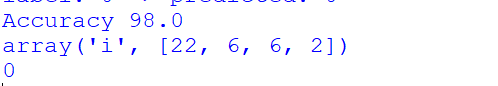 Accuracy 98.0
array('i', [22, 6, 6, 2])
0